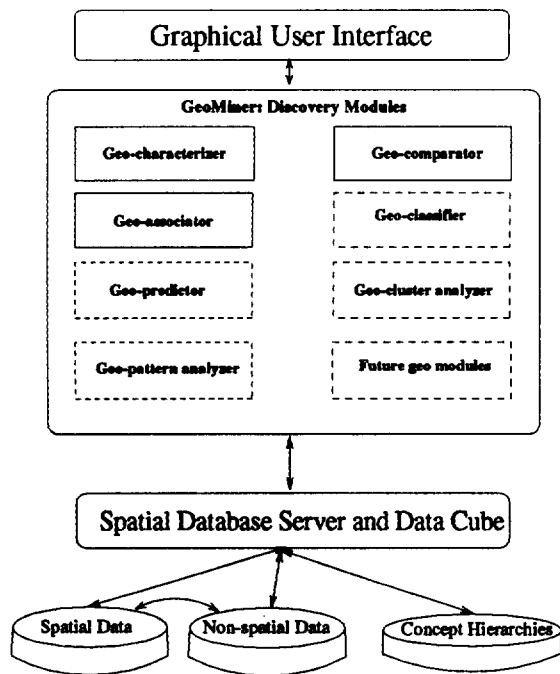 Graphical User Interface
GeoMiner: Discovery Modules
Geo-characterizer
Geo-comparator
Geo-associator
Geo-classifier
Geo-predictor
Geo-cluster analyzer
Geo-pattern analyzer
Future geo modules
Spatial Database Server and Data Cube
Spatial Data
Non-spatial Data
Concept Hierarchies